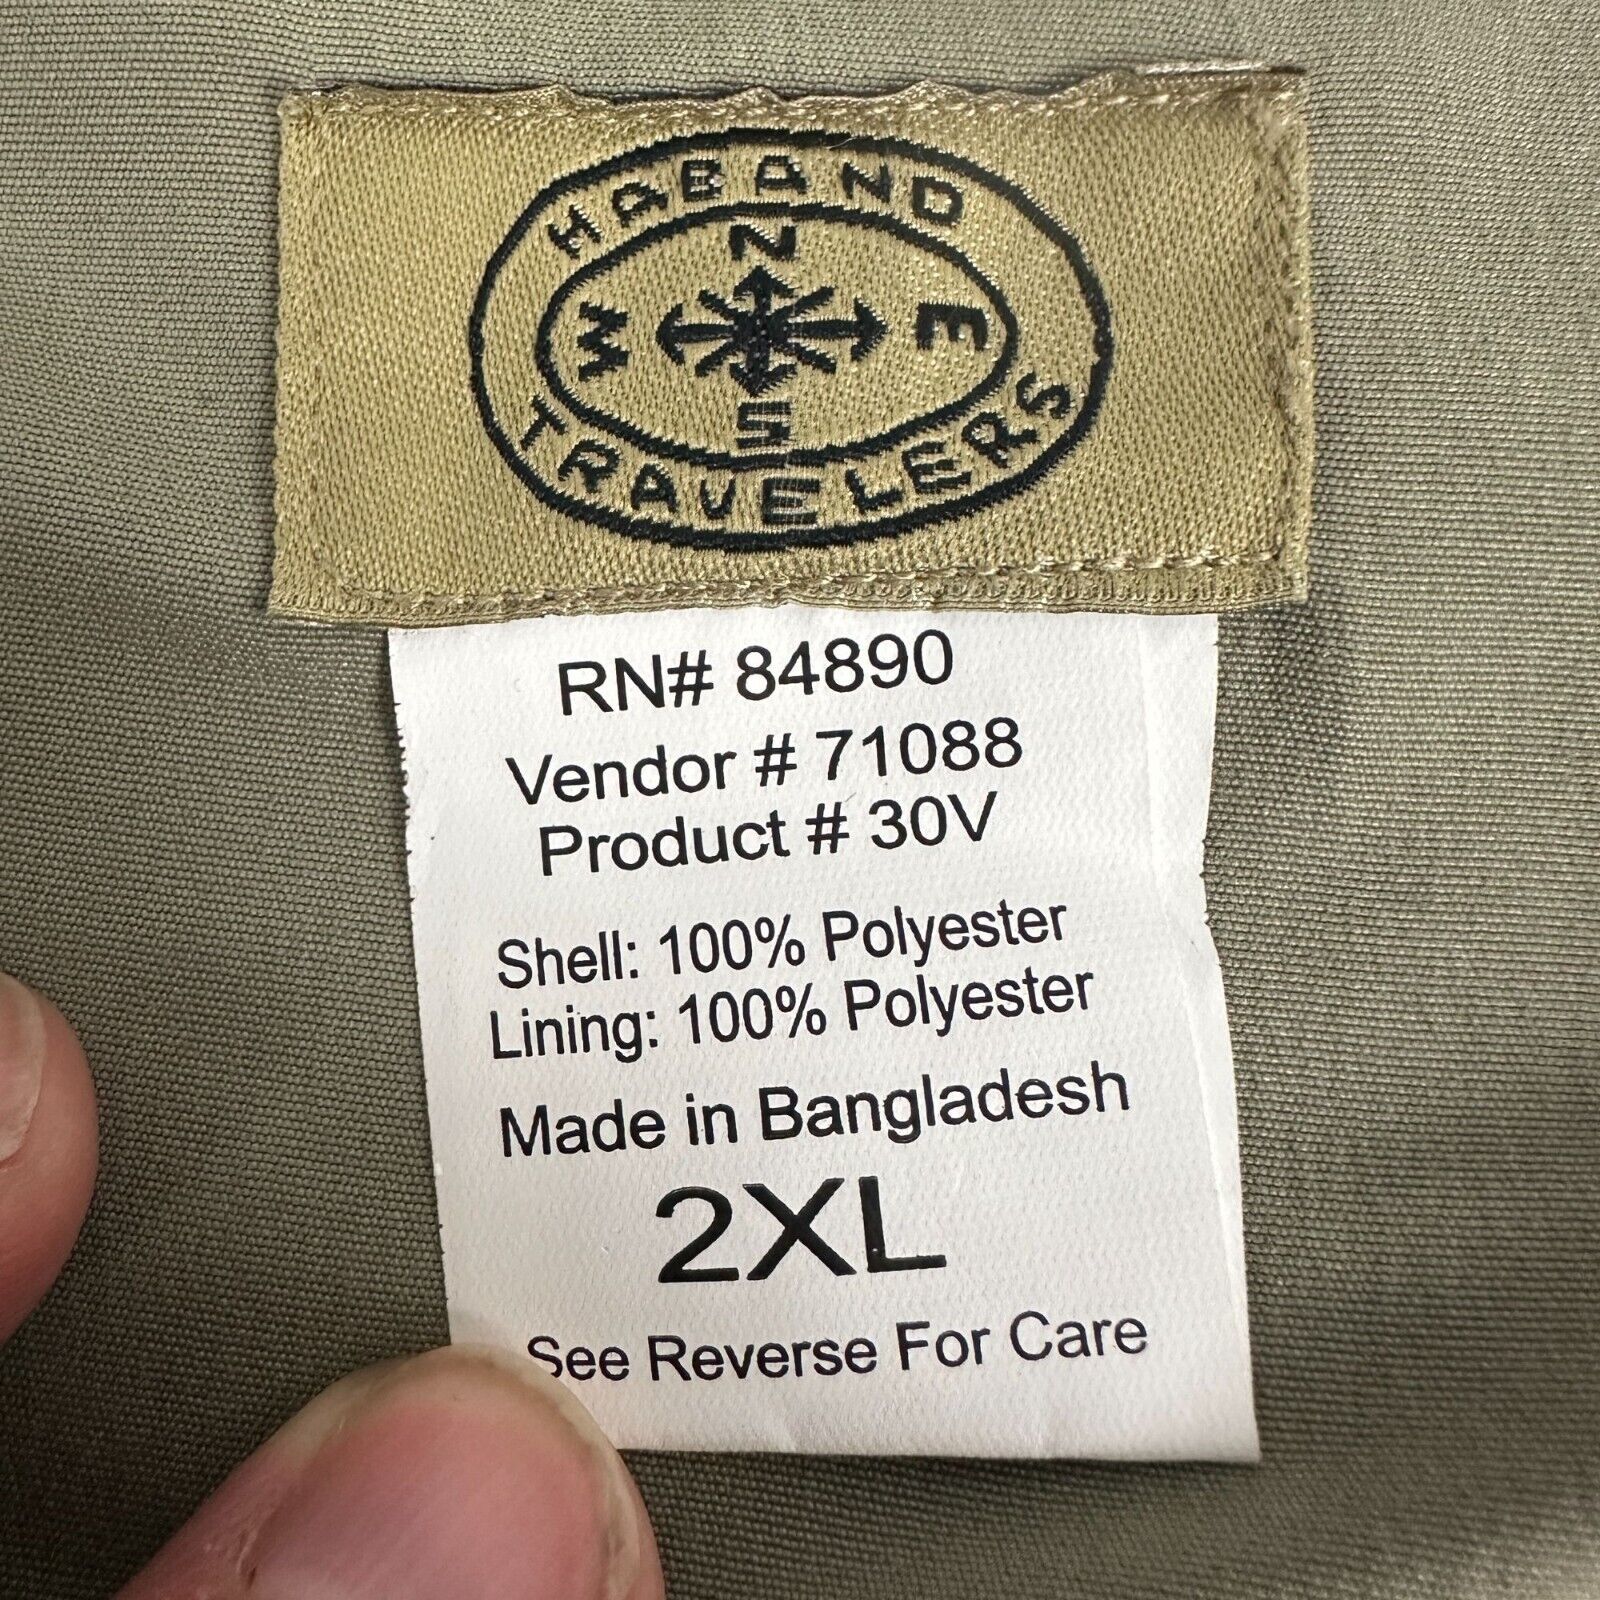 HABAND
N
W E
S
TRAVELERS
RN# 84890
Vendor # 71088
Product # 30V
Shell: 100% Polyester
Lining: 100% Polyester
Made in Bangladesh
2XL
See Reverse For Care